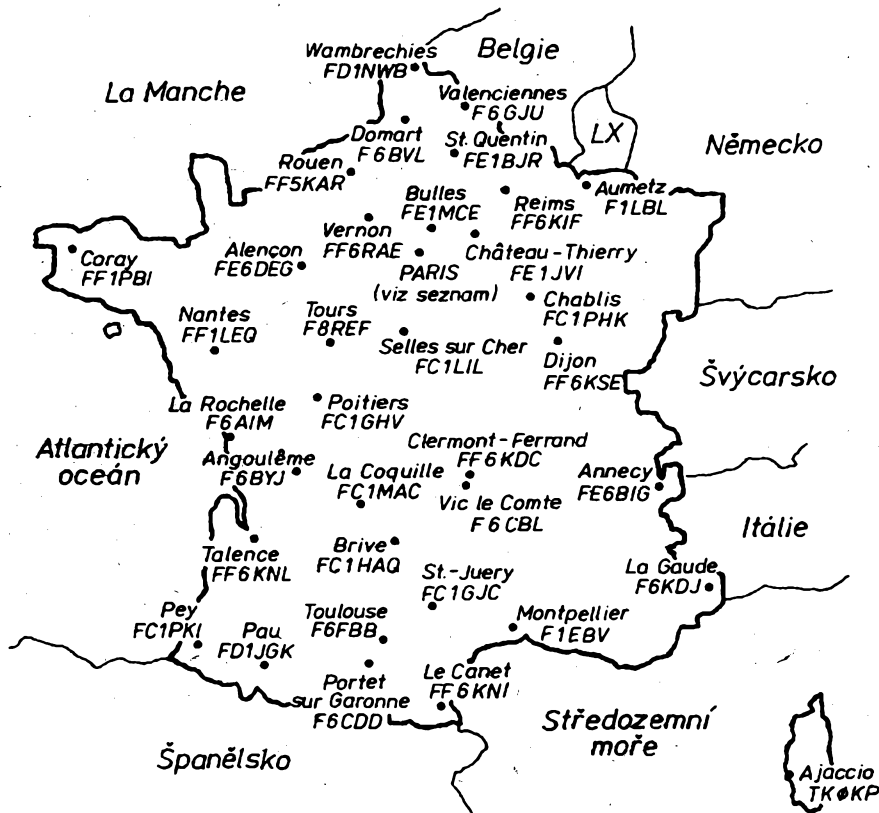 Wambrechies
FD1NWB
Belgie
La Manche
Valenciennes
F6GJU
Domart
F6BVL
St. Quentin
FE1BJR
LX
Německo
Rouen
FF5KAR
Bulles
FE1MCE
Reims
FF6KIF
Aumetz
F1LBL
Vernon
FF6RAE
Alençon
FE6DEG
Coray
FF1PBI
PARIS
(viz seznam)
Château-Thierry
FE1JVI
Chablis
FC1PHK
Nantes
FF1LEQ
Tours
F8REF
Selles sur Cher
FC1LIL
Dijon
FF6KSE
Švýcarsko
La Rochelle
F6AIM
Poitiers
FC1GHV
Atlantický
oceán
Angoulême
F6BYJ
Clermont-Ferrand
FF6KDC
La Coquille
FC1MAC
Vic le Comte
F6CBL
Annecy
FE6BIG
Itálie
Talence
FF6KNL
Brive
FC1HAQ
St.-Juery
FC1GJC
La Gaude
F6KDJ
Pey
FC1PKI
Pau
FD1JGK
Toulouse
F6FBB
Montpellier
F1EBV
Portet
sur Garonne
F6CDD
Le Canet
FF6KNI
Středozemní
moře
Španělsko
Ajaccio
TKØKP